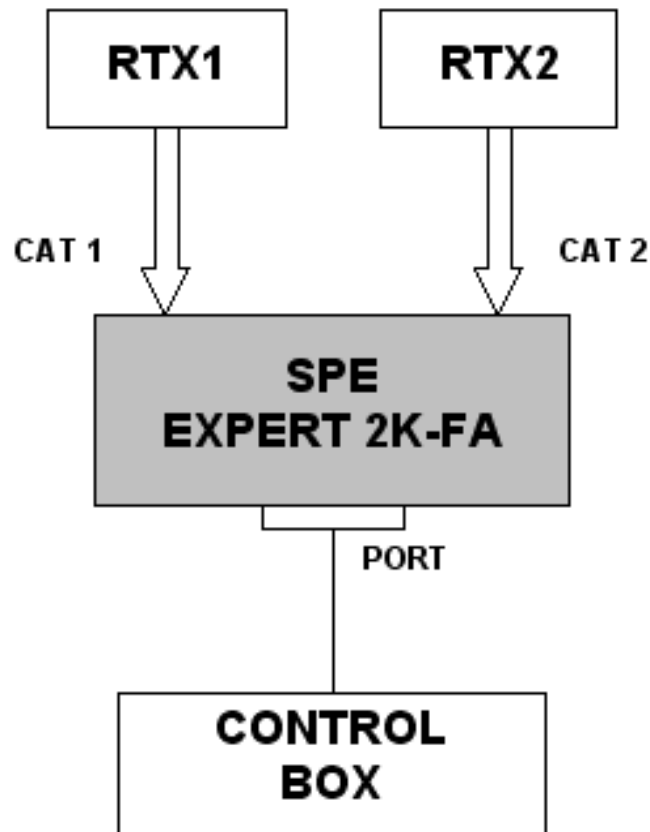 RTX1
RTX2
CAT 1
CAT 2
SPE
EXPERT 2K-FA
PORT
CONTROL
BOX